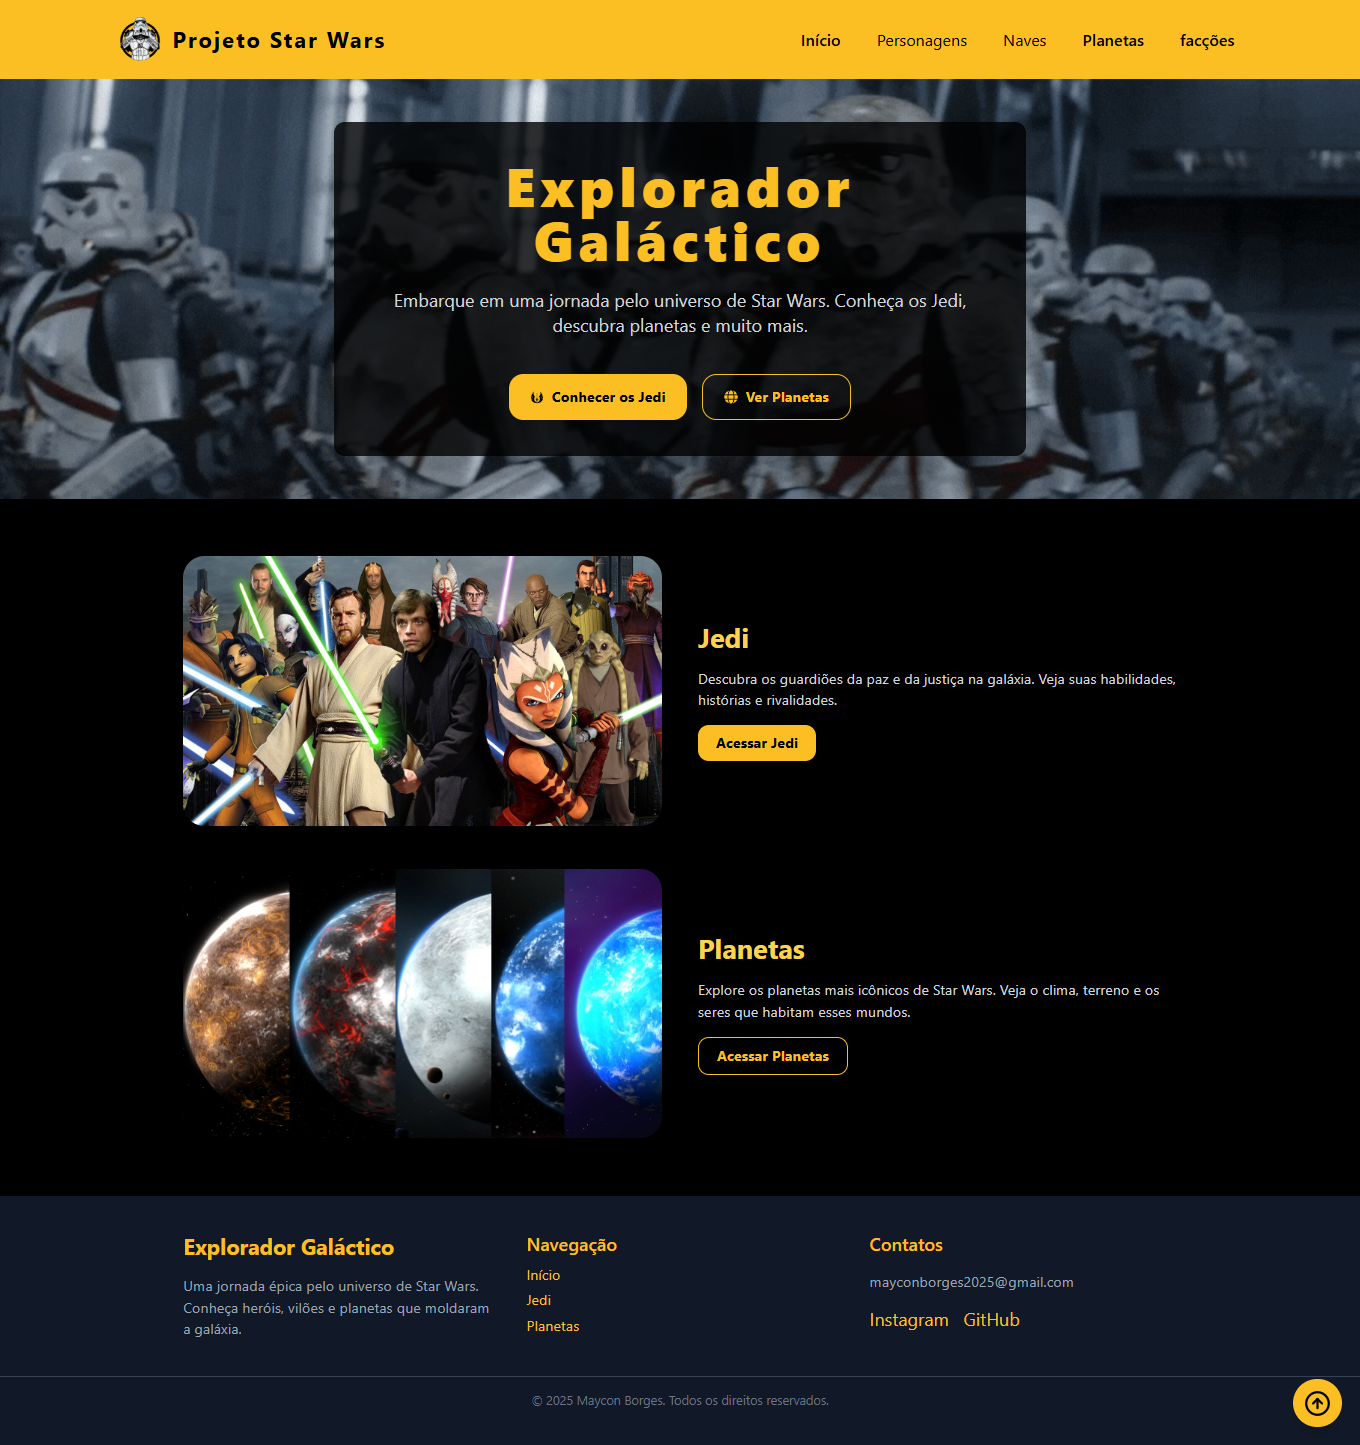 Projeto Star Wars
Início Personagens Naves Planetas facções
Explorador
Galáctico
Embarque em uma jornada pelo universo de Star Wars. Conheça os Jedi,
descubra planetas e muito mais.
Conhecer os Jedi Ver Planetas
Jedi
Descubra os guardiões da paz e da justiça na galáxia. Veja suas habilidades,
histórias e rivalidades.
Acessar Jedi
Planetas
Explore os planetas mais icônicos de Star Wars. Veja o clima, terreno e os
seres que habitam esses mundos.
Acessar Planetas
Explorador Galáctico
Uma jornada épica pelo universo de Star Wars.
Conheça heróis, vilões e planetas que moldaram
a galáxia.
Navegação
Início
Jedi
Planetas
Contatos
mayconborges2025@gmail.com
Instagram GitHub
© 2025 Maycon Borges. Todos os direitos reservados.